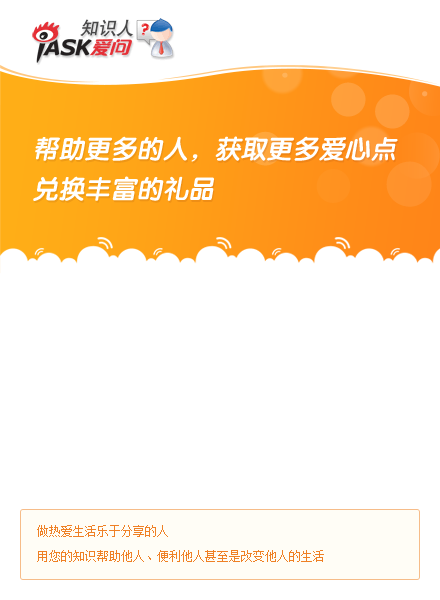 知识人
iASK爱问
?
帮助更多的人，获取更多爱心点
兑换丰富的礼品
做热爱生活乐于分享的人
用您的知识帮助他人、便利他人甚至是改变他人的生活